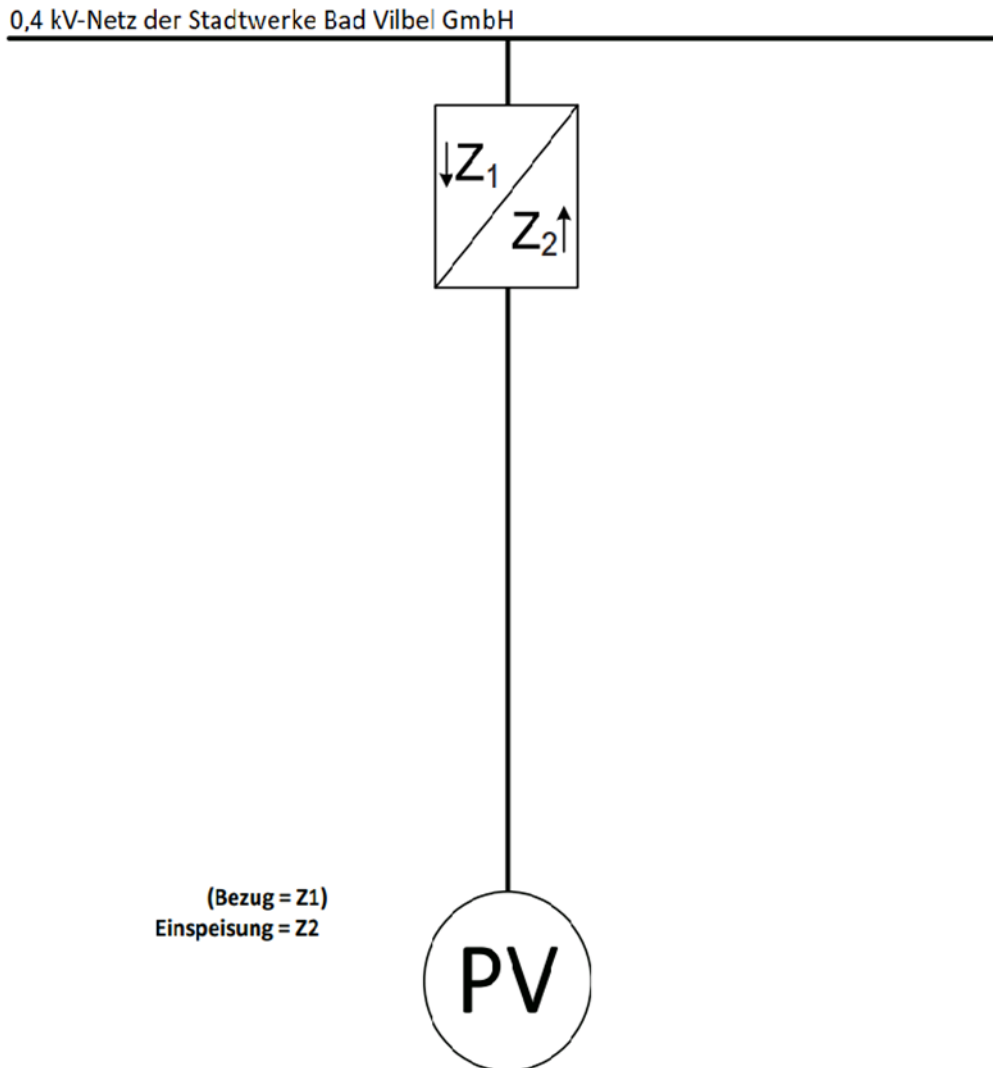 0,4 kV-Netz der Stadtwerke Bad Vilbel GmbH
↓Z₁
Z₂↑
(Bezug = Z1)
Einspeisung = Z2
PV